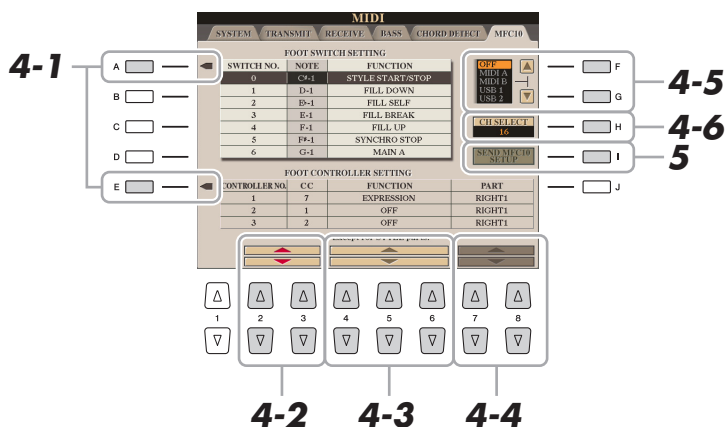 MIDI
SYSTEM TRANSMIT RECEIVE BASS CHORD DETECT MFC10
FOOT SWITCH SETTING
SWITCH NO. NOTE FUNCTION
0 C#-1 STYLE START/STOP
1 D-1 FILL DOWN
2 E♭-1 FILL SELF
3 E-1 FILL BREAK
4 F-1 FILL UP
5 F#-1 SYNCHRO STOP
6 G-1 MAIN A
FOOT CONTROLLER SETTING
CONTROLLER NO. CC FUNCTION PART
1 7 EXPRESSION RIGHT1
2 1 OFF RIGHT1
3 2 OFF RIGHT1
OFF
MIDI A
MIDI B
USB 1
USB 2
CH SELECT
16
SEND MFC10
SETUP
A
B
C
D
E
F
G
H
I
J
4-1
4-5
4-6
5
1 2 3 4 5 6 7 8
4-2 4-3 4-4